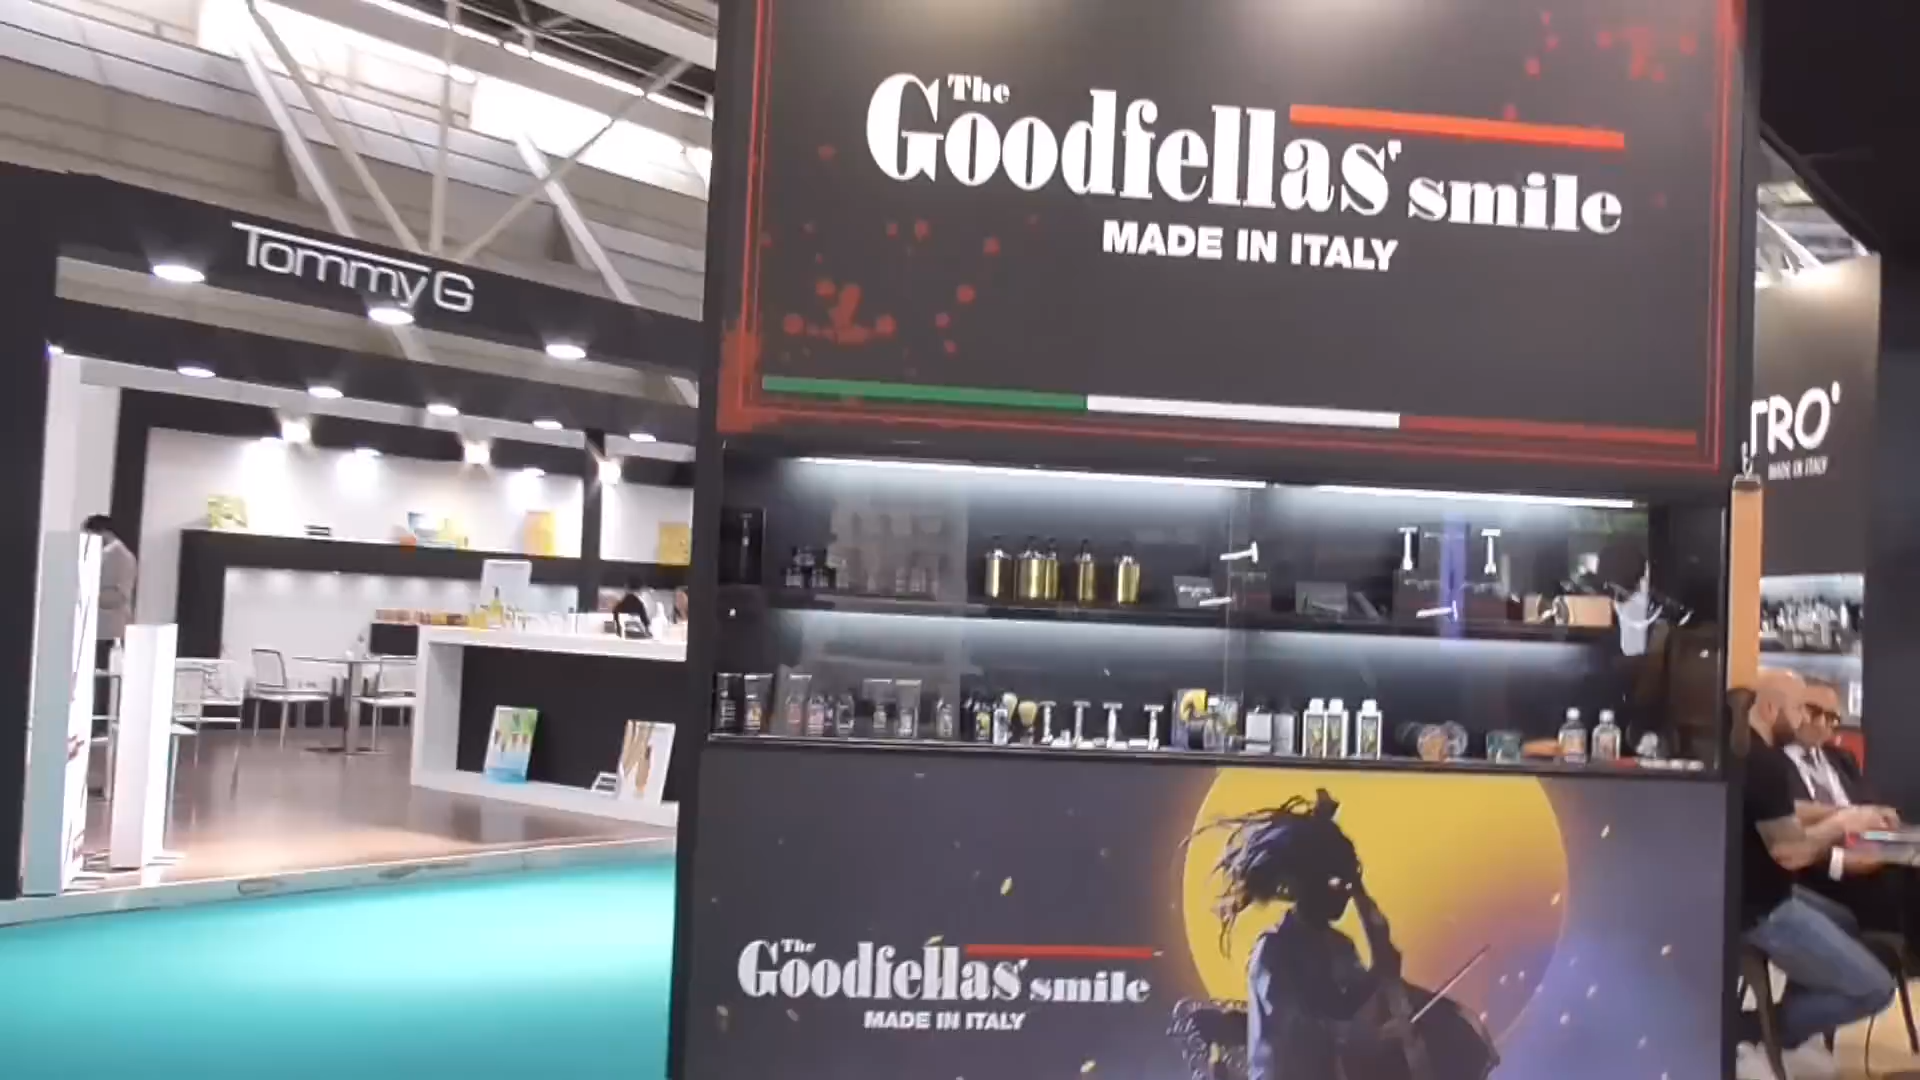 Tommy G
The
Goodfellas' smile
MADE IN ITALY
TRO
MADE IN ITALY
The
Goodfellas' smile
MADE IN ITALY